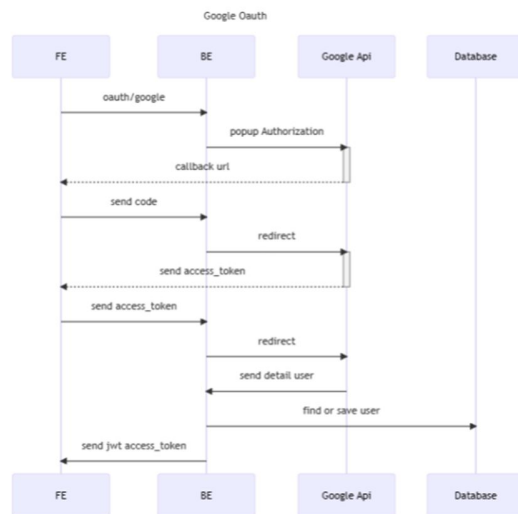 Google Oauth
FE
BE
Google Api
Database
oauth/google
popup Authorization
callback url
send code
redirect
send access_token
send access_token
redirect
send detail user
find or save user
send jwt access_token
FE
BE
Google Api
Database